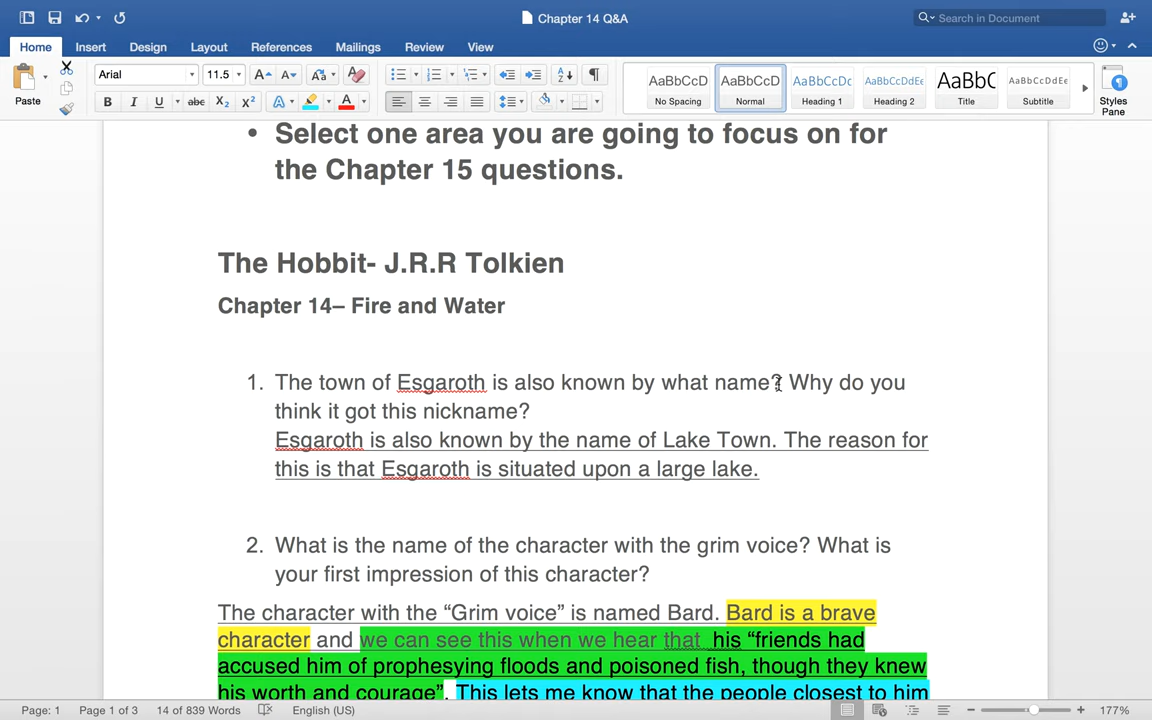 Chapter 14 Q&A
Search in Document
Home Insert Design Layout References Mailings Review View
Paste
Arial 11.5
AaBbCcD AaBbCcD AaBbCcDc AaBbCcDdEe AaBbC AaBbCcDdEe
No Spacing Normal Heading 1 Heading 2 Title Subtitle
Styles
Pane
• Select one area you are going to focus on for
the Chapter 15 questions.
The Hobbit- J.R.R Tolkien
Chapter 14– Fire and Water
1. The town of Esgaroth is also known by what name? Why do you
think it got this nickname?
Esgaroth is also known by the name of Lake Town. The reason for
this is that Esgaroth is situated upon a large lake.
2. What is the name of the character with the grim voice? What is
your first impression of this character?
The character with the “Grim voice” is named Bard. Bard is a brave
character and we can see this when we hear that his “friends had
accused him of prophesying floods and poisoned fish, though they knew
his worth and courage”. This lets me know that the people closest to him
Page: 1 Page 1 of 3 14 of 839 Words English (US) 177%